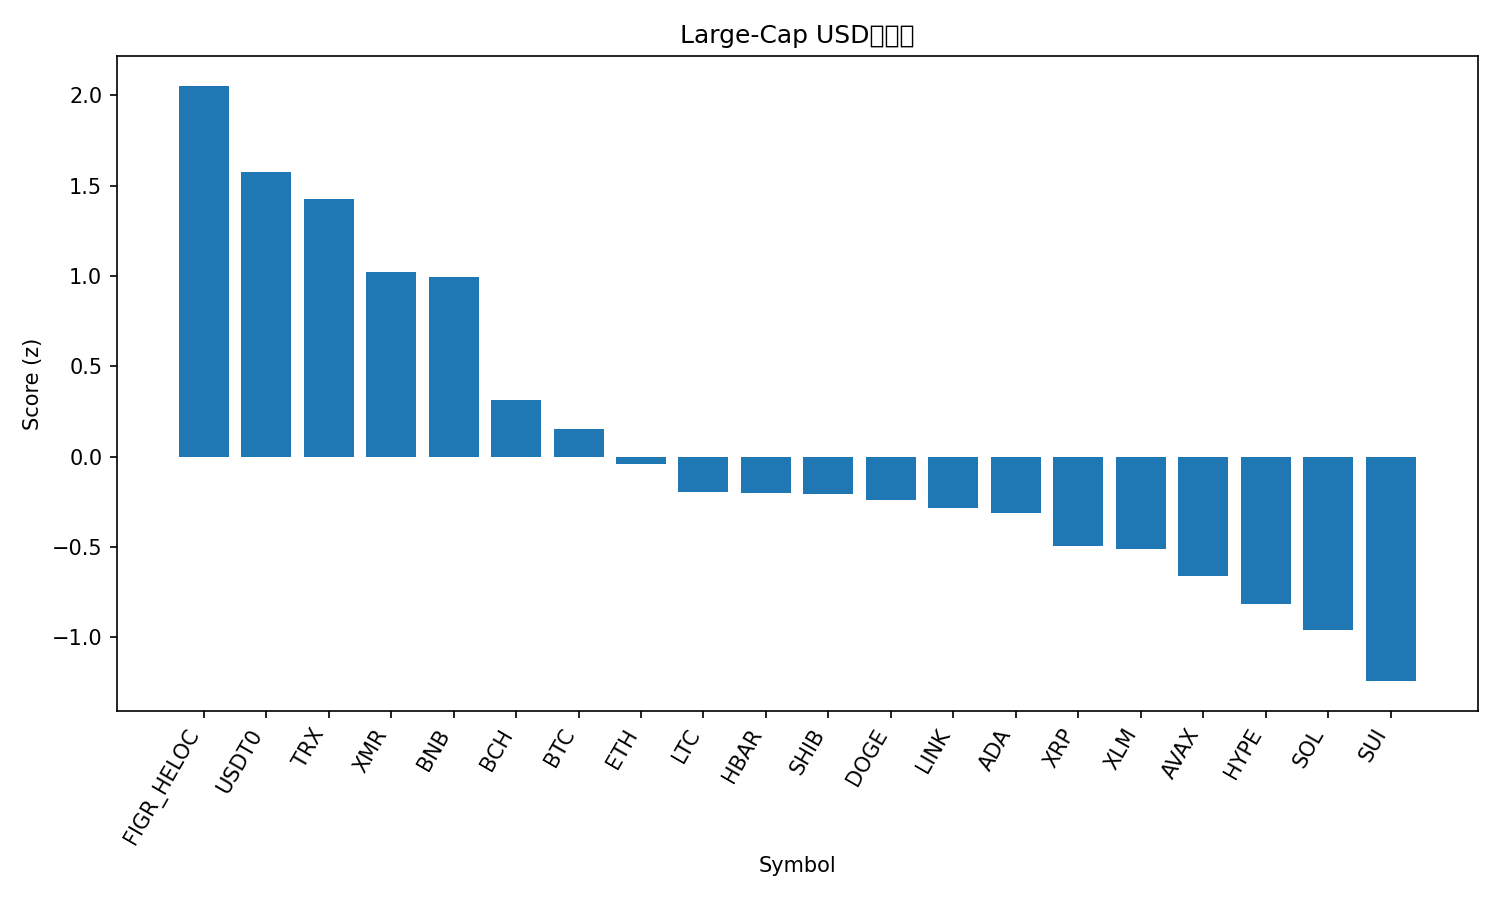 Large-Cap USD
2.0
1.5
1.0
0.5
0.0
−0.5
−1.0
Score (z)
FIGR_HELOC
USDT0
TRX
XMR
BNB
BCH
BTC
ETH
LTC
HBAR
SHIB
DOGE
LINK
ADA
XRP
XLM
AVAX
HYPE
SOL
SUI
Symbol